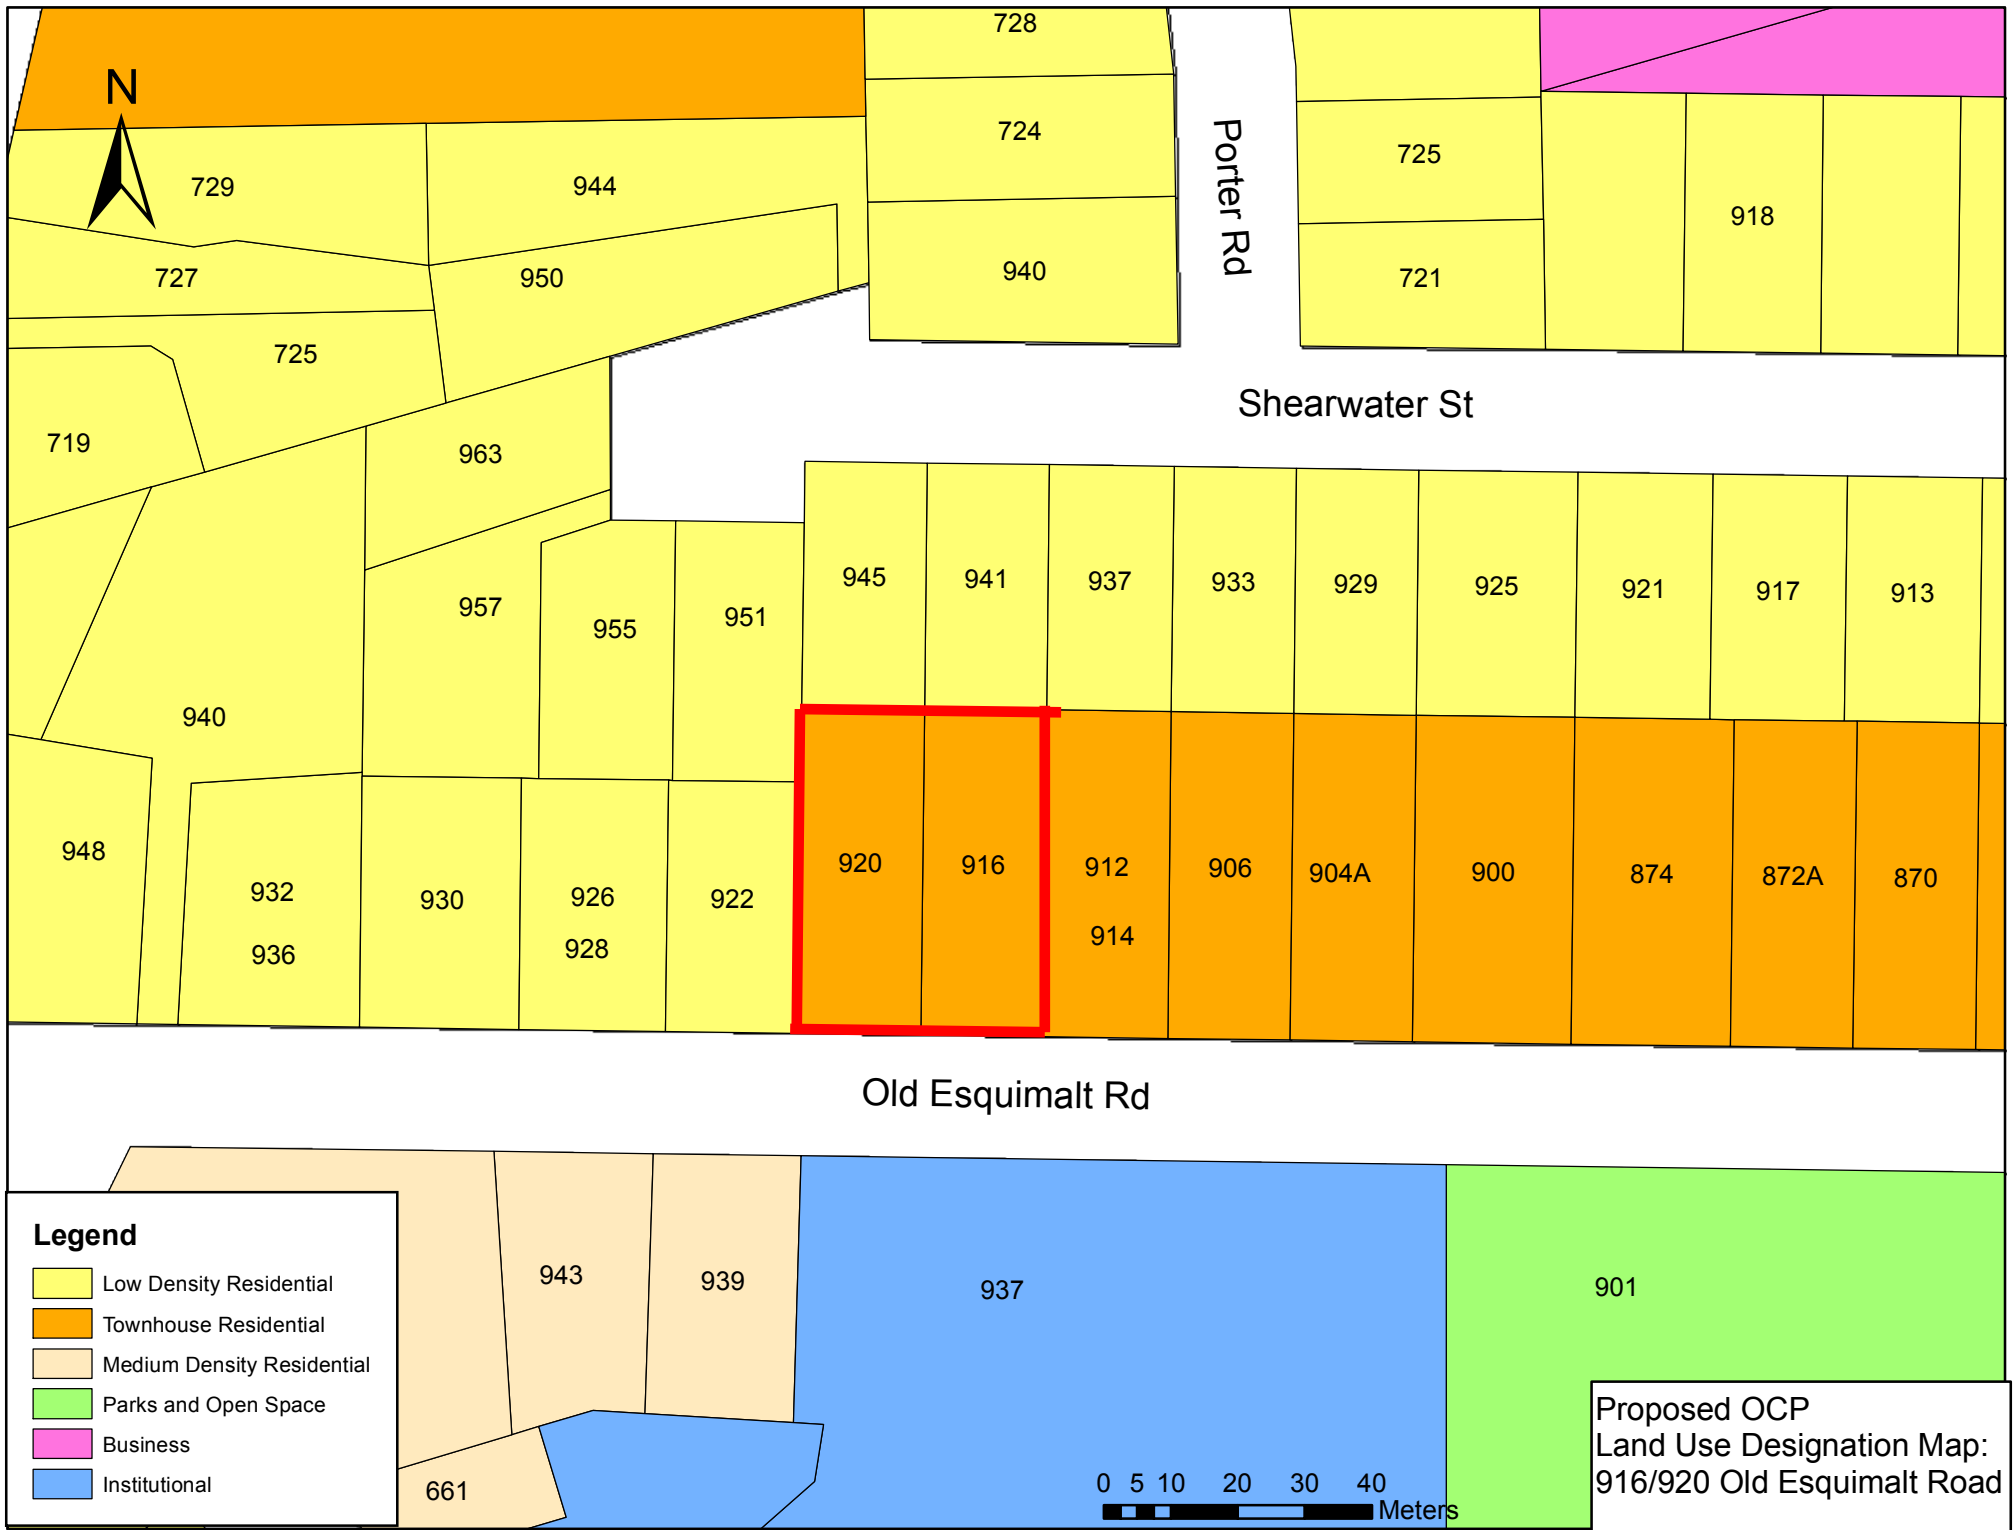 728
N
724
Porter Rd
725
729
944
918
727
950
940
721
725
Shearwater St
719
963
945
941
937
933
929
925
921
917
913
957
955
951
940
948
920
916
912
906
904A
900
874
872A
870
932
930
926
922
936
928
914
Old Esquimalt Rd
Legend
Low Density Residential
Townhouse Residential
Medium Density Residential
Parks and Open Space
Business
Institutional
943
939
937
901
661
0 5 10 20 30 40
Meters
Proposed OCP
Land Use Designation Map:
916/920 Old Esquimalt Road